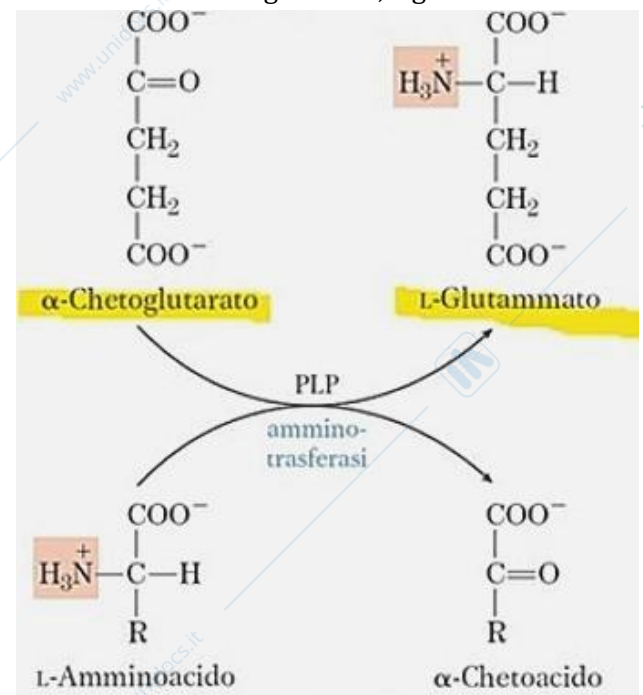 COO⁻
C=O
CH₂
CH₂
COO⁻
α-Chetoglutarato
COO⁻
H₃N⁺—C—H
CH₂
CH₂
COO⁻
L-Glutammato
PLP
ammino-
trasferasi
COO⁻
H₃N⁺—C—H
R
L-Amminoacido
COO⁻
C=O
R
α-Chetoacido